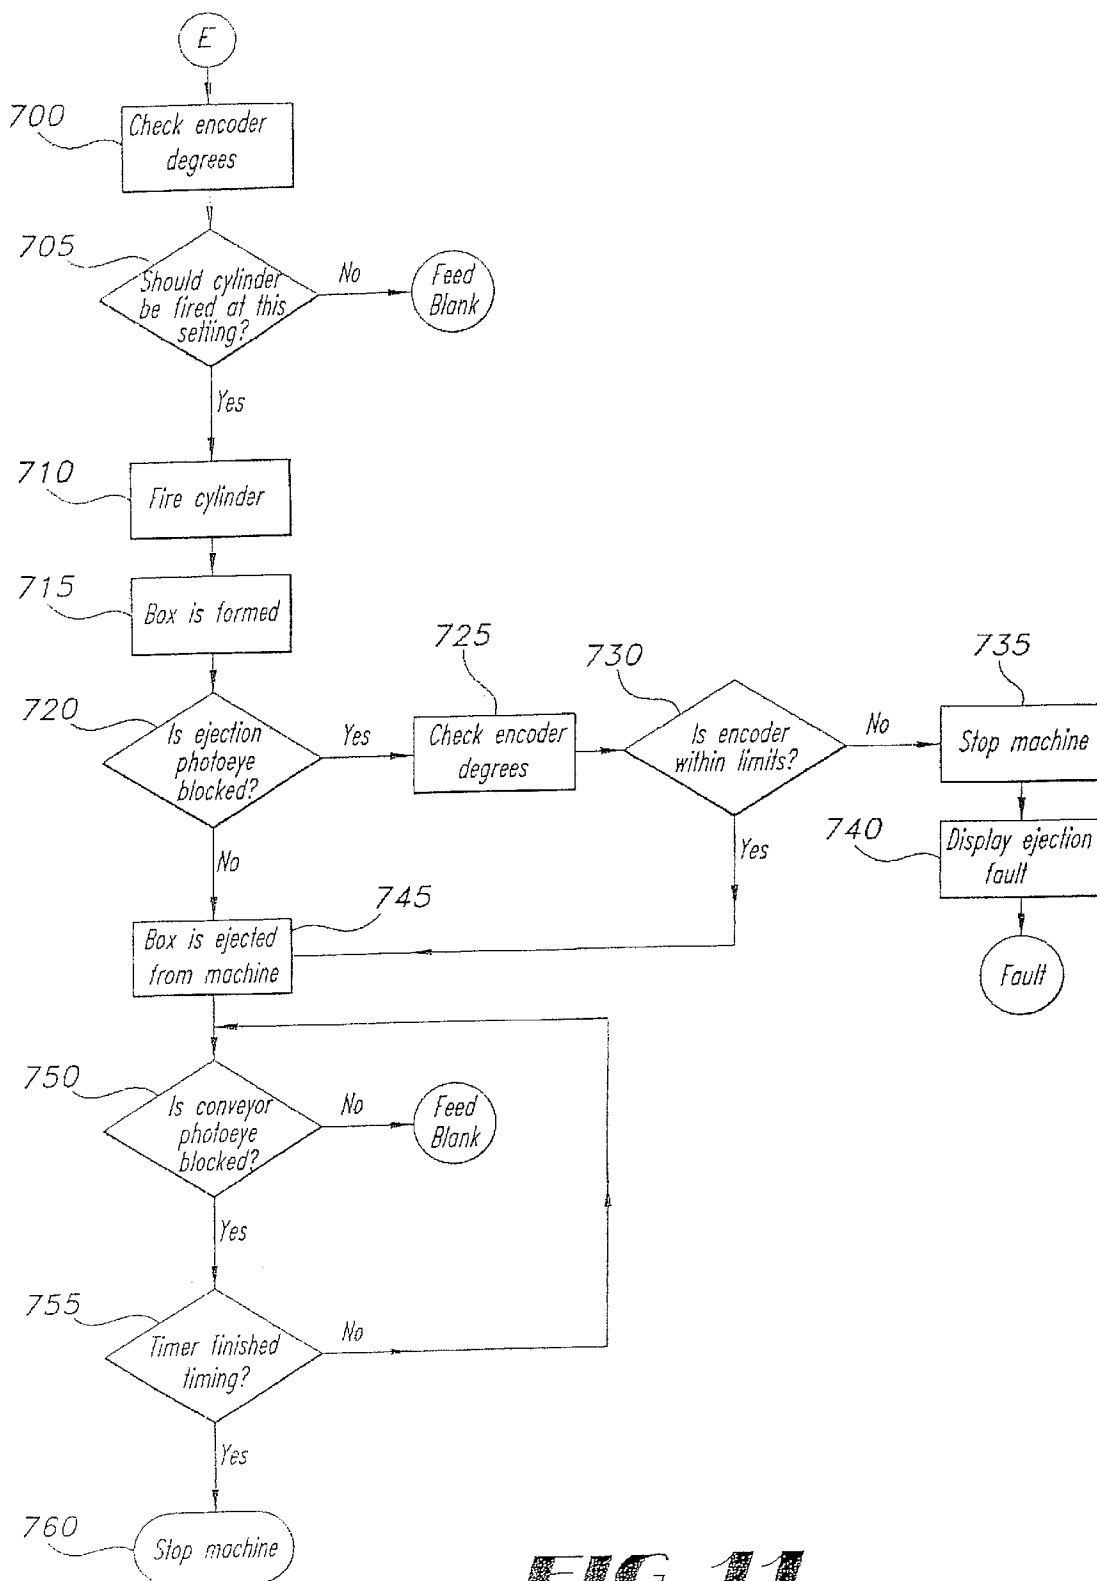 E
700
Check encoder
degrees
705
Should cylinder
be fired at this
setting?
No
Feed
Blank
Yes
710
Fire cylinder
715
Box is formed
720
Is ejection
photoeye
blocked?
Yes
725
Check encoder
degrees
730
Is encoder
within limits?
No
735
Stop machine
740
Display ejection
fault
Fault
Yes
No
745
Box is ejected
from machine
750
Is conveyor
photoeye
blocked?
No
Feed
Blank
Yes
755
Timer finished
timing?
No
Yes
760
Stop machine
FIG. 11